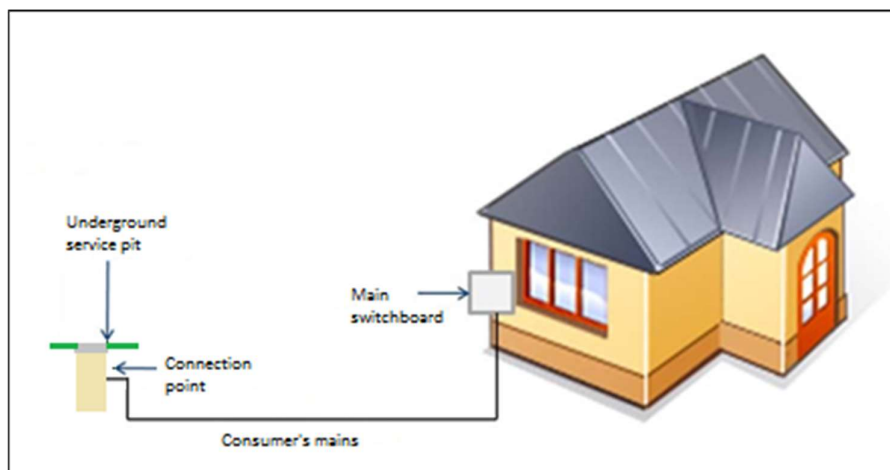 Underground
service pit
Main
switchboard
Connection
point
Consumer's mains